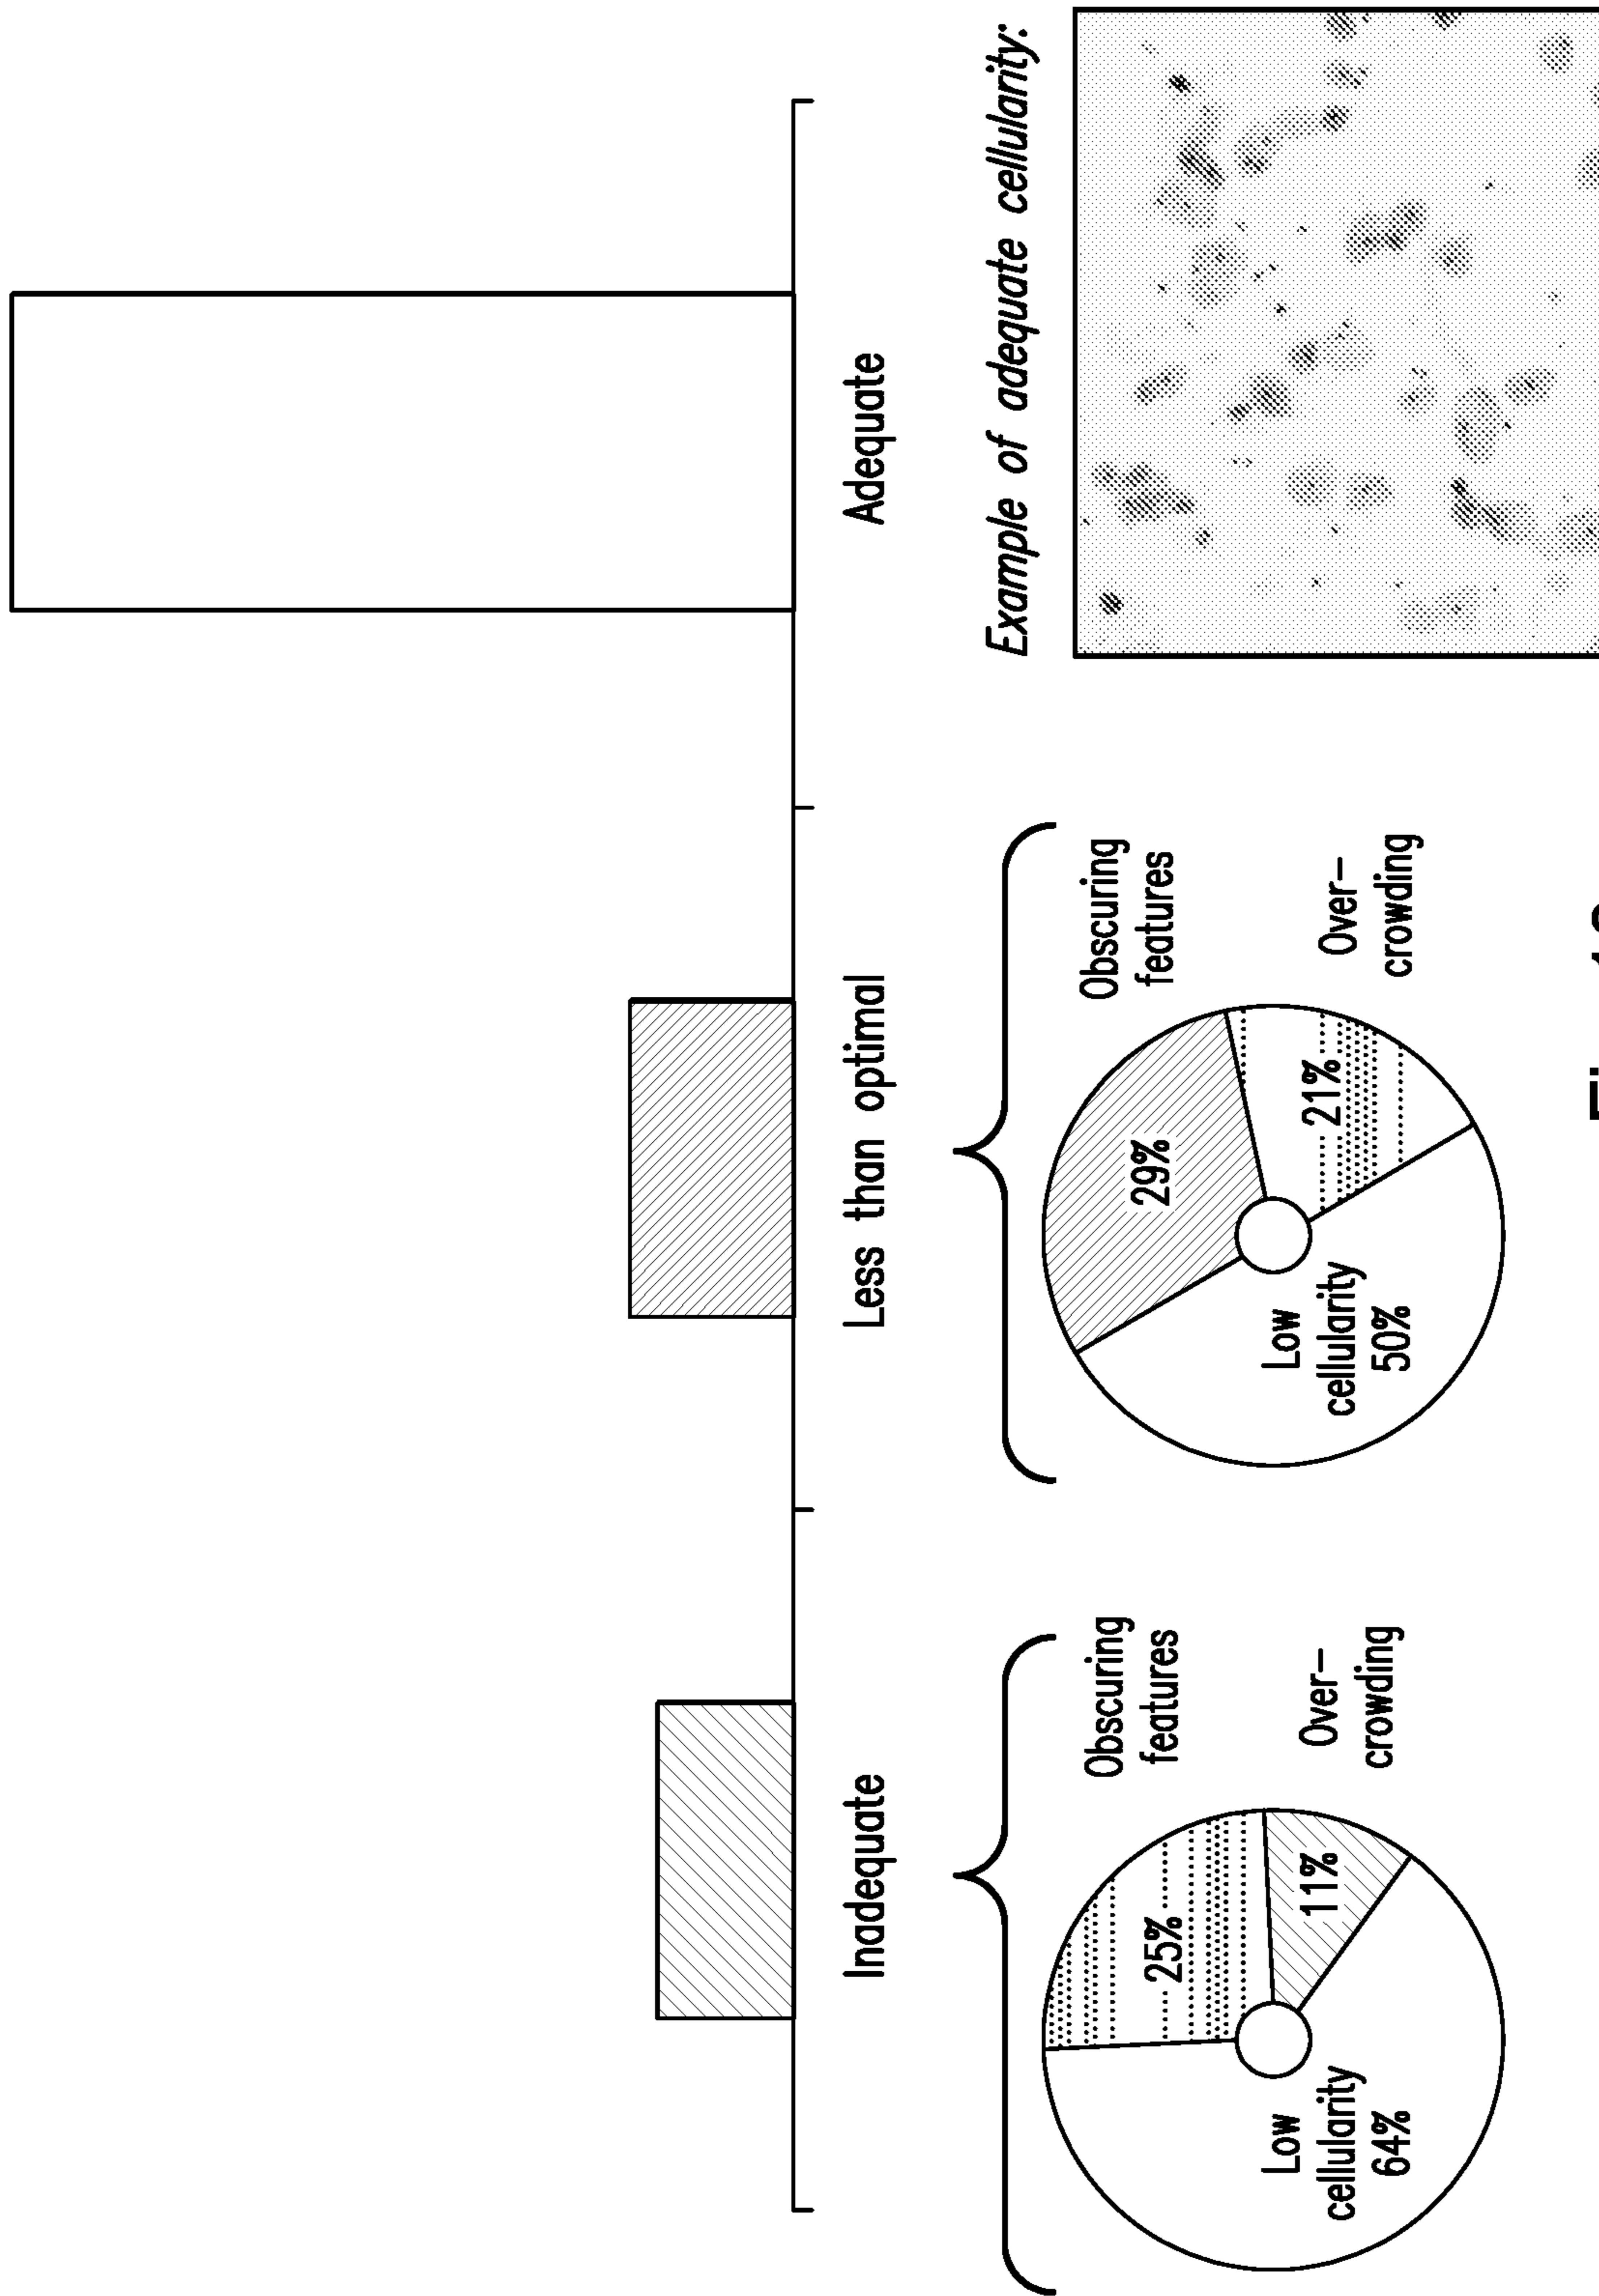 Inadequate
Less than optimal
Adequate
Obscuring
features
25%
11%
Over–
crowding
Low
cellularity
64%
Obscuring
features
29%
21%
Over–
crowding
Low
cellularity
50%
Example of adequate cellularity: